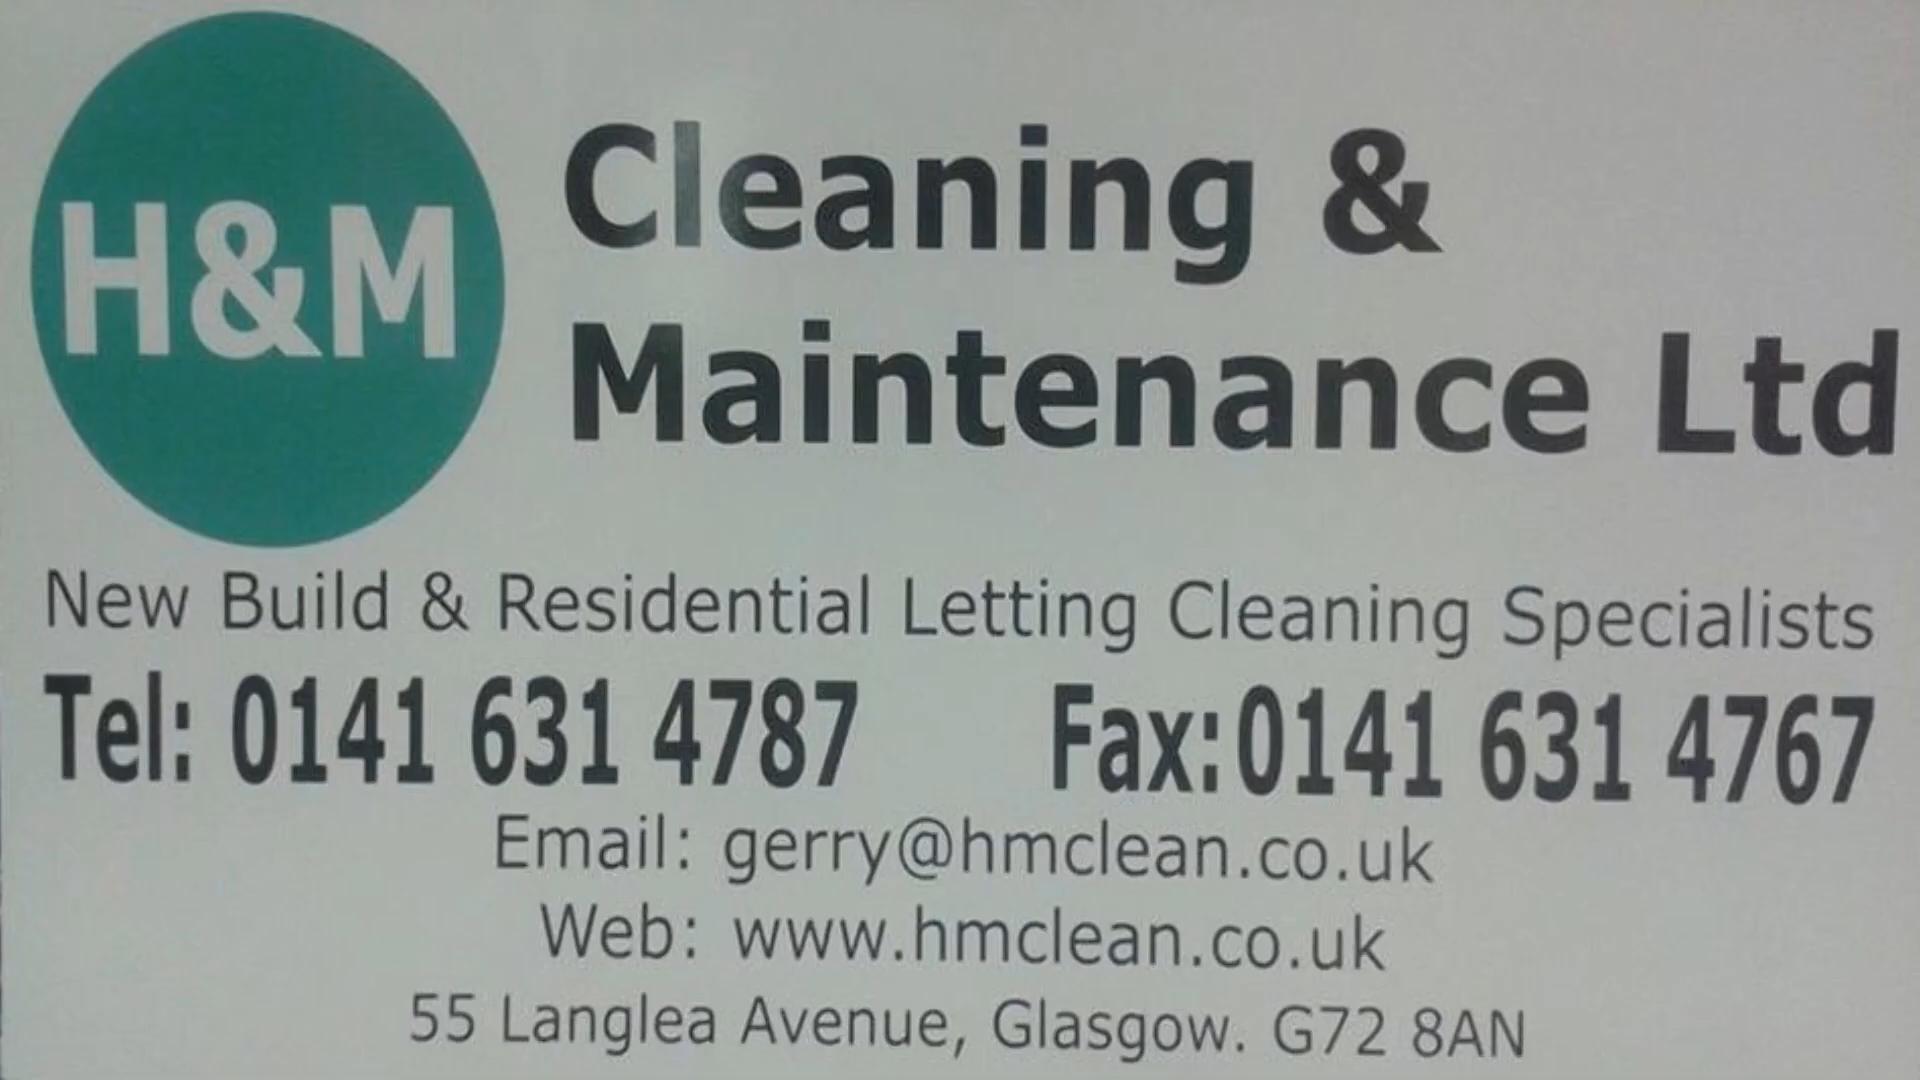 H&M
Cleaning &
Maintenance Ltd
New Build & Residential Letting Cleaning Specialists
Tel: 0141 631 4787 Fax:0141 631 4767
Email: gerry@hmclean.co.uk
Web: www.hmclean.co.uk
55 Langlea Avenue, Glasgow. G72 8AN